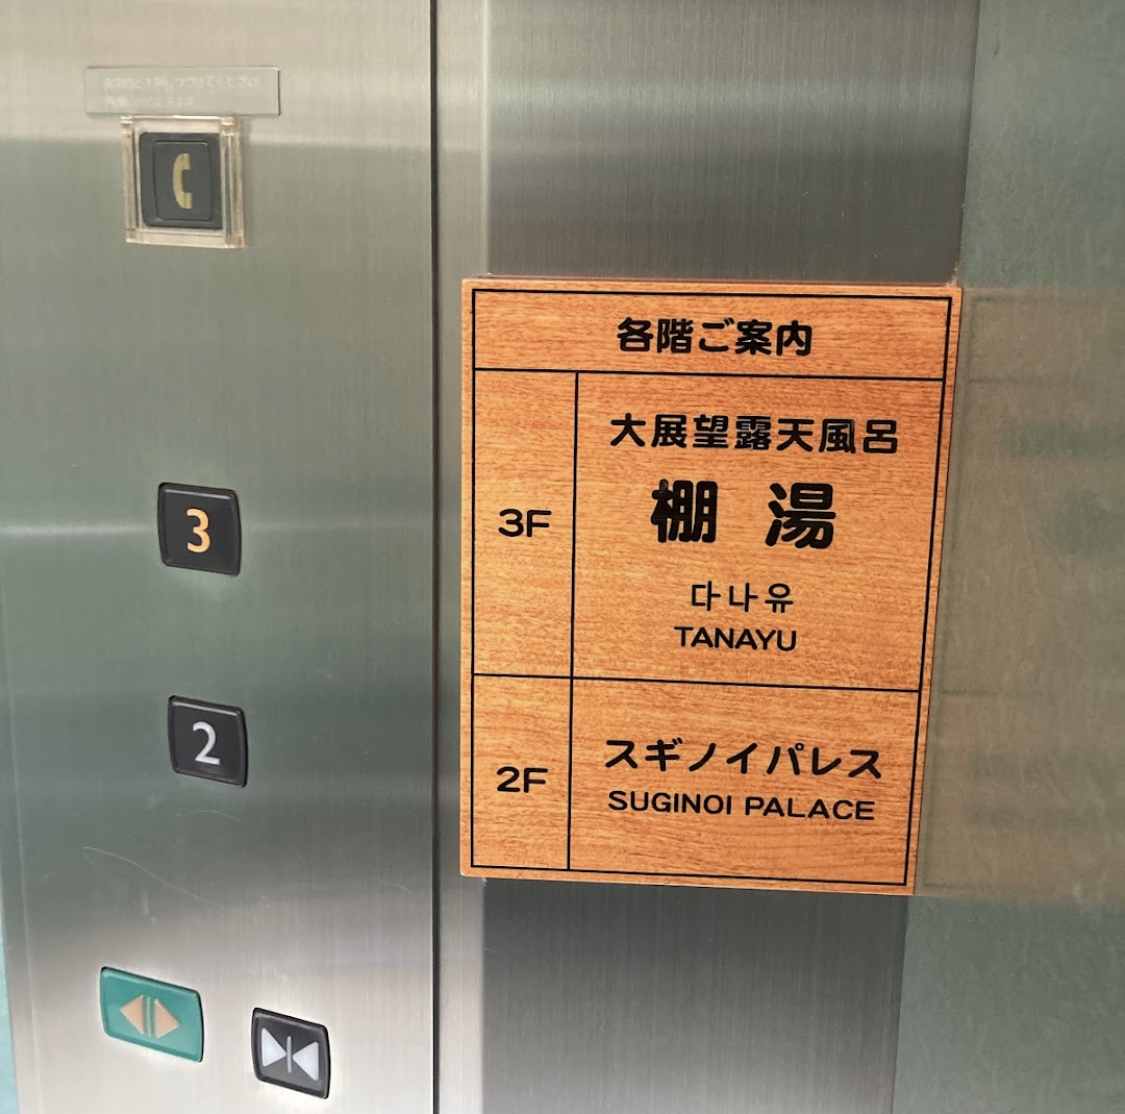 3
2
各階ご案内
3F
大展望露天風呂
棚湯
다나유
TANAYU
2F
スギノイパレス
SUGINOI PALACE